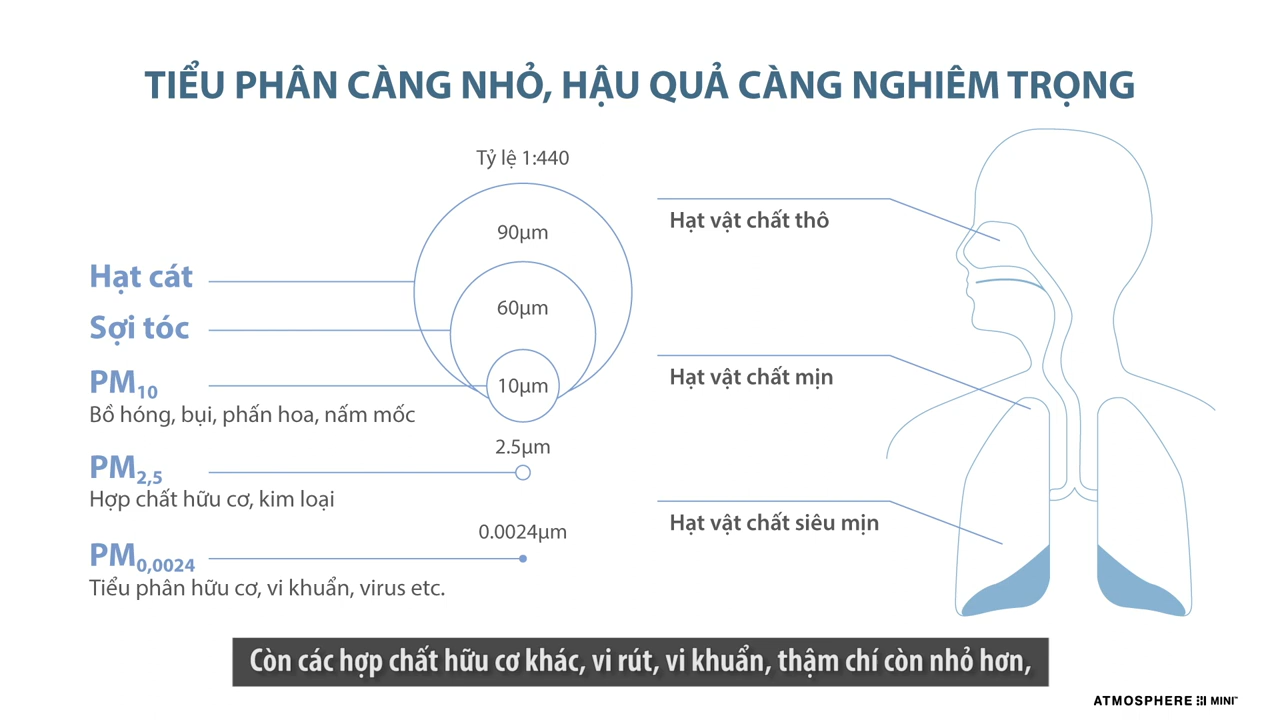 TIỂU PHÂN CÀNG NHỎ, HẬU QUẢ CÀNG NGHIÊM TRỌNG
Tỷ lệ 1:440
90µm
60µm
10µm
2.5µm
0.0024µm
Hạt cát
Sợi tóc
PM10
Bồ hóng, bụi, phấn hoa, nấm mốc
PM2,5
Hợp chất hữu cơ, kim loại
PM0,0024
Tiểu phân hữu cơ, vi khuẩn, virus etc.
Hạt vật chất thô
Hạt vật chất mịn
Hạt vật chất siêu mịn
Còn các hợp chất hữu cơ khác, vi rút, vi khuẩn, thậm chí còn nhỏ hơn,
ATMOSPHERE MINI™